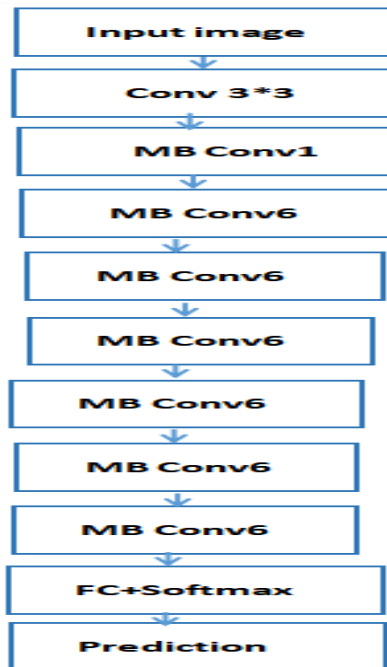 Input image
Conv 3*3
MB Conv1
MB Conv6
MB Conv6
MB Conv6
MB Conv6
MB Conv6
MB Conv6
FC+Softmax
Prediction